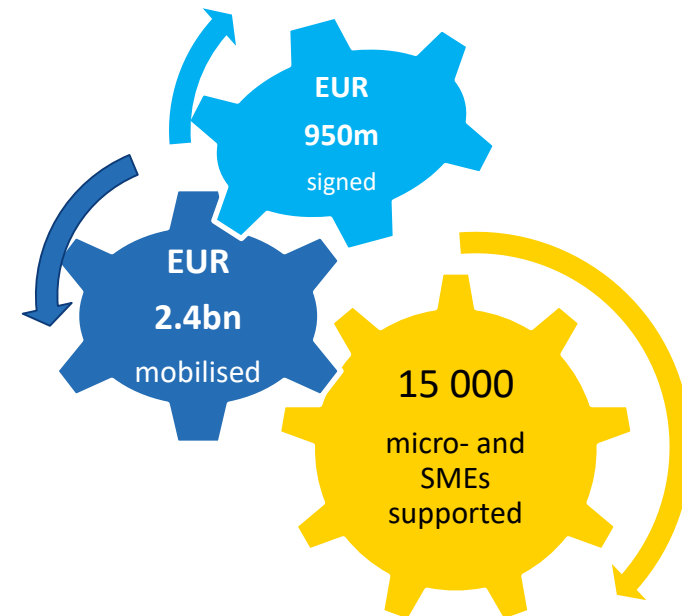 EUR
950m
signed
EUR
2.4bn
mobilised
15 000
micro- and
SMEs
supported